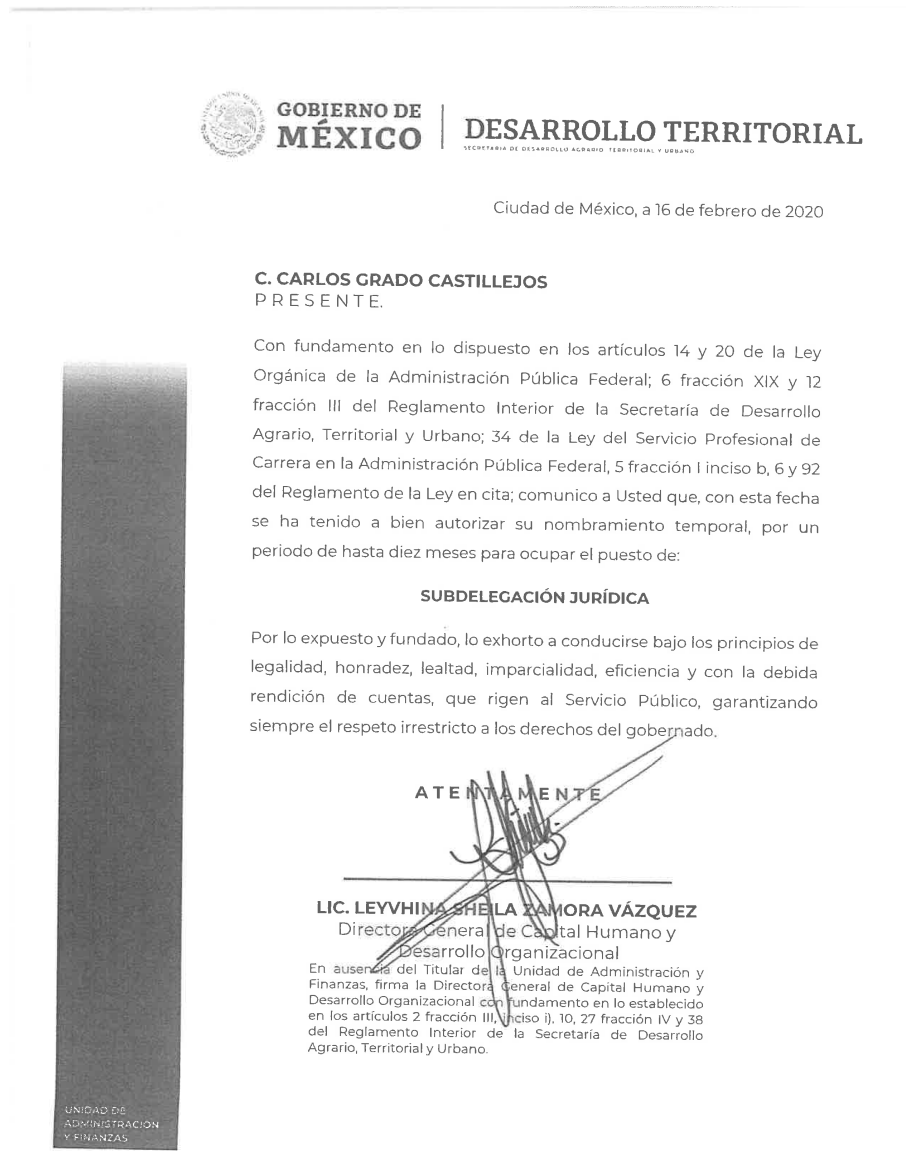 GOBIERNO DE
MÉXICO
DESARROLLO TERRITORIAL
SECRETARÍA DE DESARROLLO AGRARIO, TERRITORIAL Y URBANO
Ciudad de México, a 16 de febrero de 2020
C. CARLOS GRADO CASTILLEJOS
P R E S E N T E.
Con fundamento en lo dispuesto en los artículos 14 y 20 de la Ley
Orgánica de la Administración Pública Federal; 6 fracción XIX y 12
fracción III del Reglamento Interior de la Secretaría de Desarrollo
Agrario, Territorial y Urbano; 34 de la Ley del Servicio Profesional de
Carrera en la Administración Pública Federal, 5 fracción I inciso b, 6 y 92
del Reglamento de la Ley en cita; comunico a Usted que, con esta fecha
se ha tenido a bien autorizar su nombramiento temporal, por un
periodo de hasta diez meses para ocupar el puesto de:
SUBDELEGACIÓN JURÍDICA
Por lo expuesto y fundado, lo exhorto a conducirse bajo los principios de
legalidad, honradez, lealtad, imparcialidad, eficiencia y con la debida
rendición de cuentas, que rigen al Servicio Público, garantizando
siempre el respeto irrestricto a los derechos del gobernado.
A T E N T A M E N T E
LIC. LEYVHINA SHEILA ZAMORA VÁZQUEZ
Directora General de Capital Humano y
Desarrollo Organizacional
En ausencia del Titular de la Unidad de Administración y
Finanzas, firma la Directora General de Capital Humano y
Desarrollo Organizacional con fundamento en lo establecido
en los artículos 2 fracción III, inciso i), 10, 27 fracción IV y 38
del Reglamento Interior de la Secretaría de Desarrollo
Agrario, Territorial y Urbano.
UNIDAD DE
ADMINISTRACIÓN
Y FINANZAS